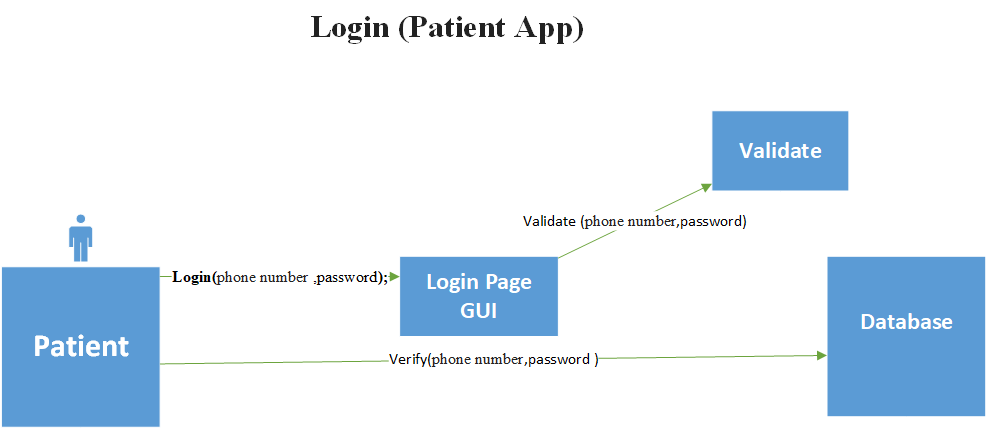 Login (Patient App)
Validate
Validate (phone number,password)
Login(phone number ,password);
Login Page
GUI
Patient
Database
Verify(phone number,password )